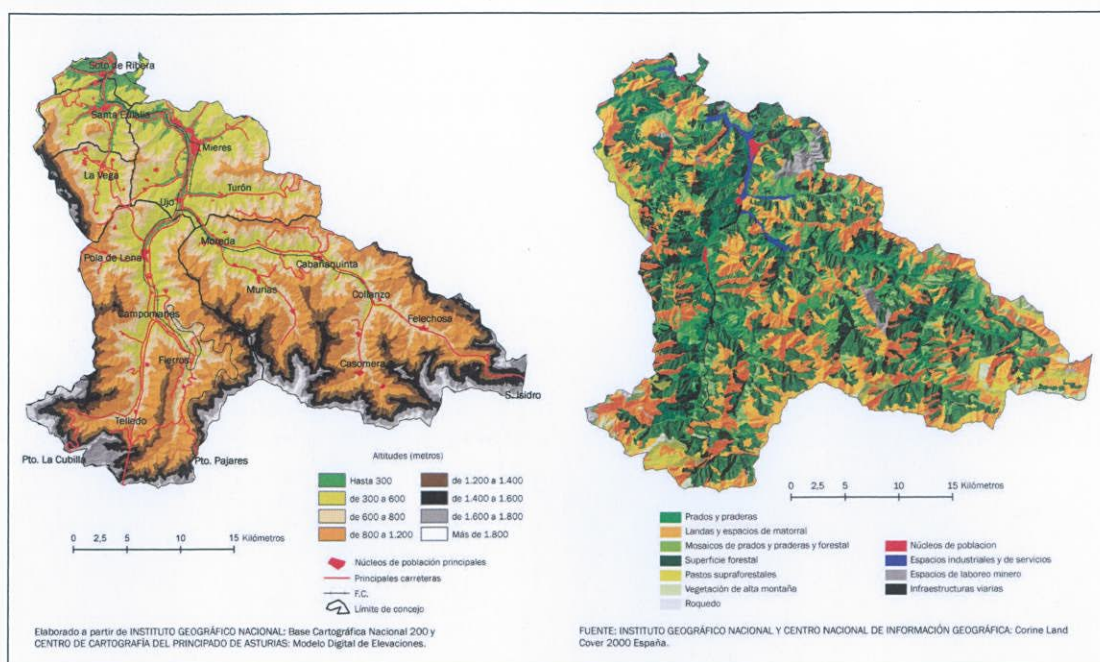 Soto de Ribera
Santa Eulalia
Mieres
La Vega
Turón
Ujo
Moreda
Pola de Lena
Cabañaquinta
Murias
Collanzo
Campomanes
Felechosa
Fierros
Casomera
S. Isidro
Telledo
Pto. La Cubilla
Pto. Pajares
Altitudes (metros)
Hasta 300
de 300 a 600
de 600 a 800
de 800 a 1.200
de 1.200 a 1.400
de 1.400 a 1.600
de 1.600 a 1.800
Más de 1.800
0 2,5 5 10 15 Kilómetros
Núcleos de población principales
Principales carreteras
F.C.
Límite de concejo
Elaborado a partir de INSTITUTO GEOGRÁFICO NACIONAL: Base Cartográfica Nacional 200 y
CENTRO DE CARTOGRAFÍA DEL PRINCIPADO DE ASTURIAS: Modelo Digital de Elevaciones.
0 2,5 5 10 15 Kilómetros
Prados y praderas
Landas y espacios de matorral
Mosaicos de prados y praderas y forestal
Superficie forestal
Pastos supraforestales
Vegetación de alta montaña
Roquedo
Núcleos de poblacion
Espacios industriales y de servicios
Espacios de laboreo minero
Infraestructuras viarias
FUENTE: INSTITUTO GEOGRÁFICO NACIONAL Y CENTRO NACIONAL DE INFORMACIÓN GEOGRÁFICA: Corine Land
Cover 2000 España.